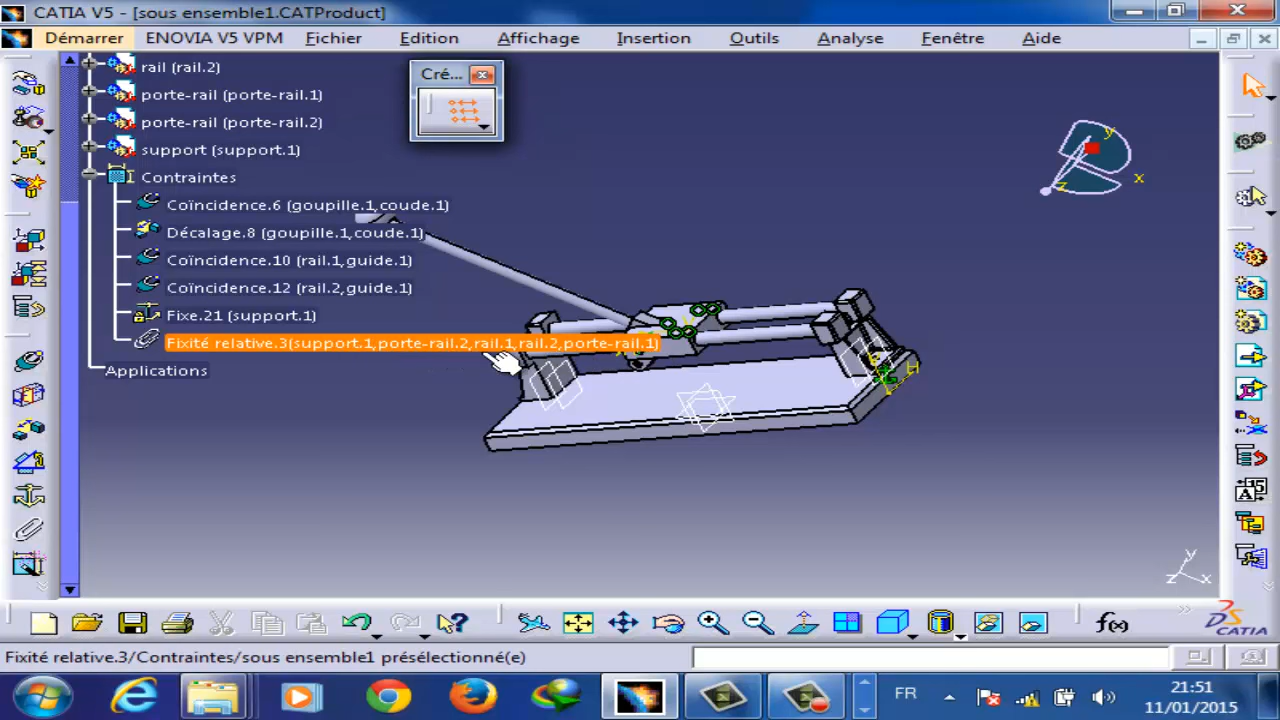 CATIA V5 - [sous ensemble1.CATProduct]
Démarrer ENOVIA V5 VPM Fichier Edition Affichage Insertion Outils Analyse Fenêtre Aide
rail (rail.2)
porte-rail (porte-rail.1)
porte-rail (porte-rail.2)
support (support.1)
Contraintes
Coïncidence.6 (goupille.1,coude.1)
Décalage.8 (goupille.1,coude.1)
Coïncidence.10 (rail.1,guide.1)
Coïncidence.12 (rail.2,guide.1)
Fixe.21 (support.1)
Fixité relative.3(support.1,porte-rail.2,rail.1,rail.2,porte-rail.1)
Applications
Cré...
y
x
z
H
y
z x
15
A
f(x)
CATIA
Fixité relative.3/Contraintes/sous ensemble1 présélectionné(e)
FR
21:51
11/01/2015